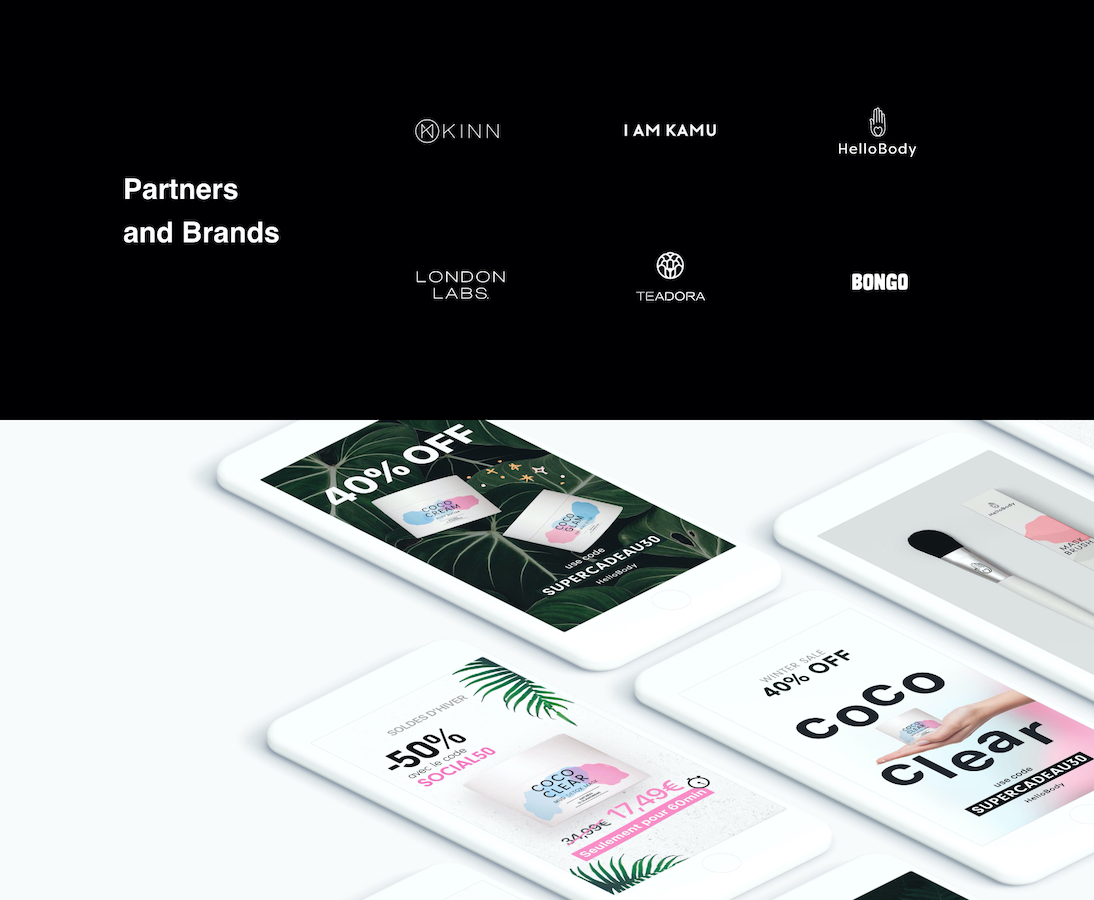 Partners
and Brands
KINN
I AM KAMU
HelloBody
LONDON
LABS.
TEADORA
BONGO
40% OFF
COCO
CREAM
COCO
GLAM
use code
SUPERCADEAU30
HelloBody
HelloBody
MASK
BRUSH
WINTER SALE
40% OFF
coco
clear
COCO
CLEAR
use code
SUPERCADEAU30
HelloBody
SOLDES D'HIVER
-50%
avec le code
SOCIAL50
COCO
CLEAR
34,99€ 17,49€
Seulement pour 60min